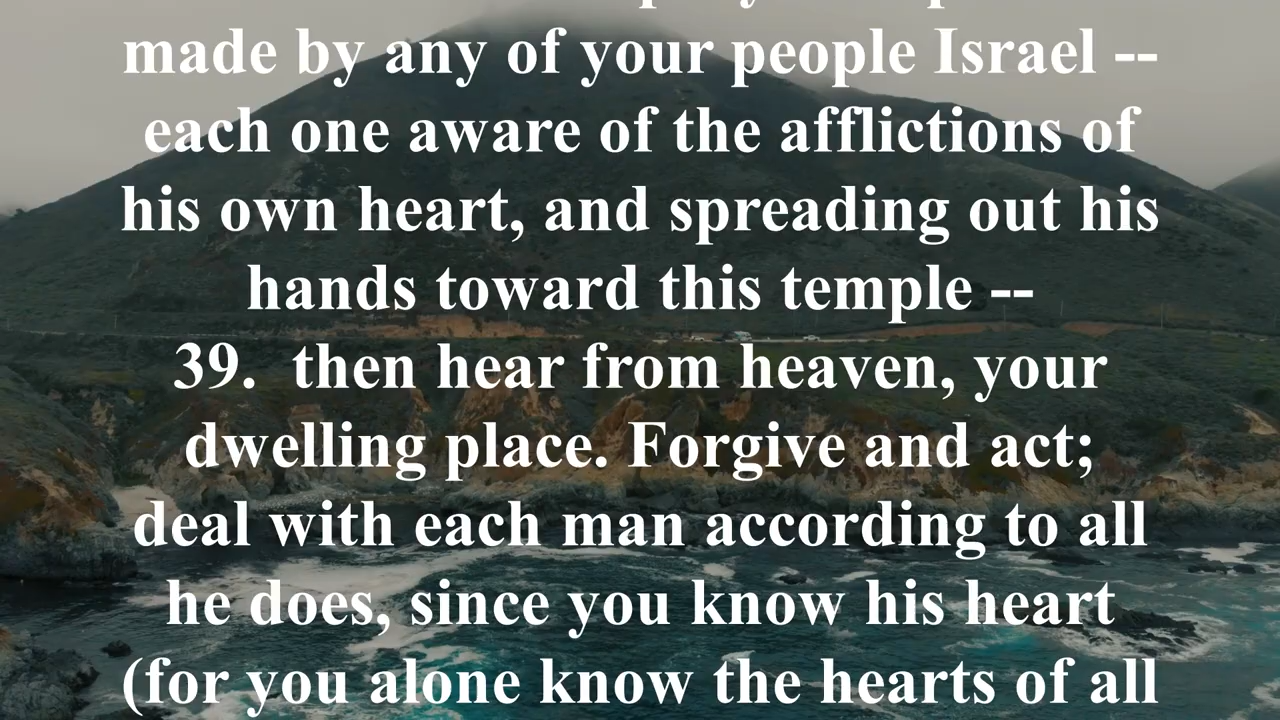 made by any of your people Israel --
each one aware of the afflictions of
his own heart, and spreading out his
hands toward this temple --
39.  then hear from heaven, your
dwelling place. Forgive and act;
deal with each man according to all
he does, since you know his heart
(for you alone know the hearts of all